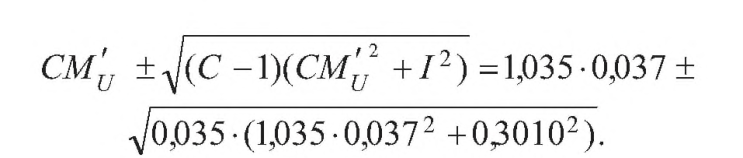 CM′_U ± √((C −1)(CM′_U² + I²)) = 1,035 · 0,037 ±
√(0,035 · (1,035 · 0,037² + 0,3010²)).